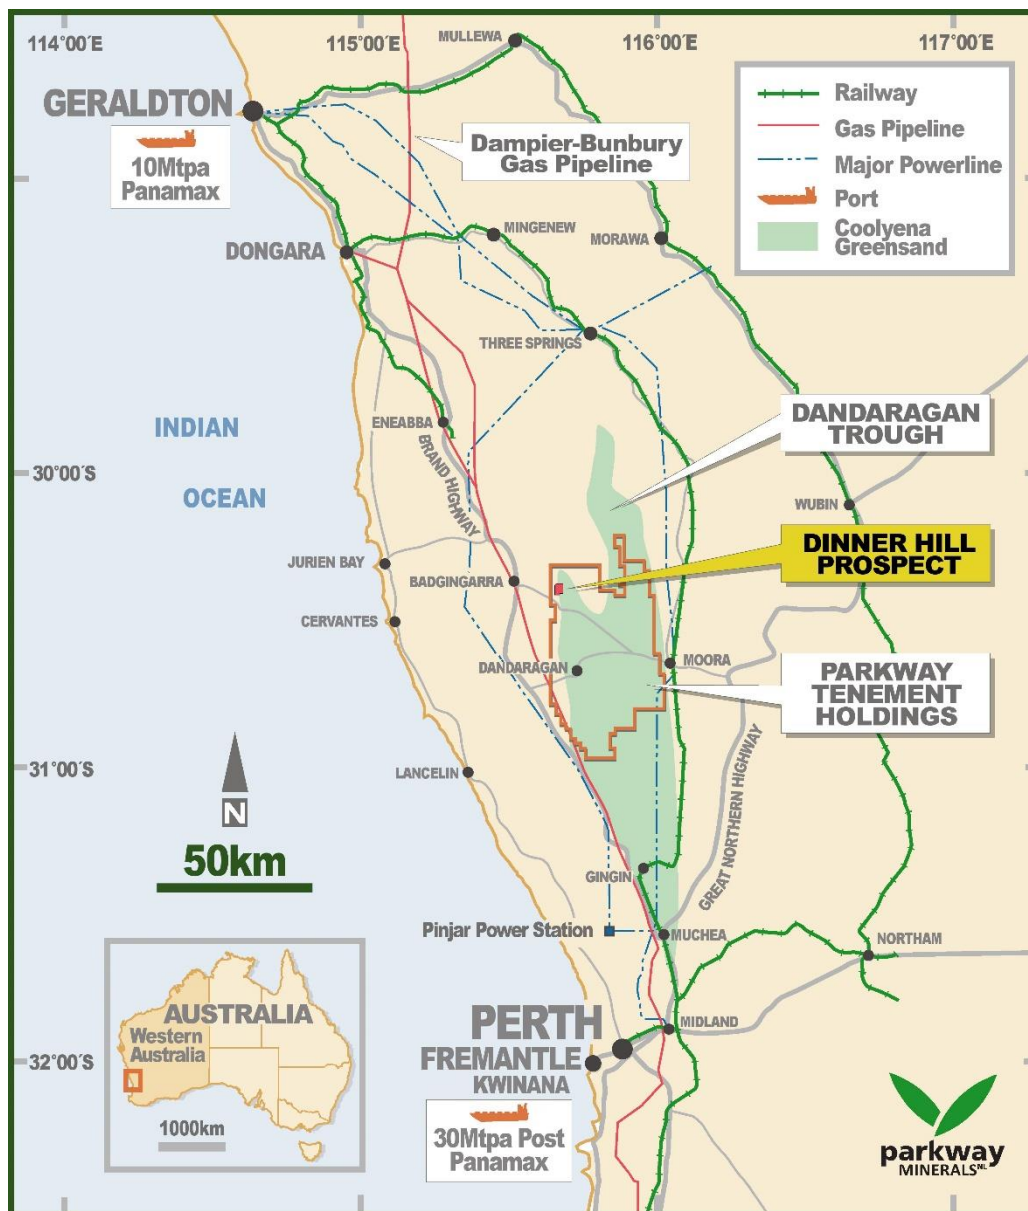 114°00´E
115°00´E
116°00´E
117°00´E
MULLEWA
GERALDTON
10Mtpa
Panamax
Dampier-Bunbury
Gas Pipeline
Railway
Gas Pipeline
Major Powerline
Port
Coolyena
Greensand
MINGENEW
MORAWA
DONGARA
THREE SPRINGS
DANDARAGAN
TROUGH
ENEABBA
INDIAN
OCEAN
BRAND HIGHWAY
30°00´S
WUBIN
DINNER HILL
PROSPECT
JURIEN BAY
BADGINGARRA
CERVANTES
DANDARAGAN
MOORA
PARKWAY
TENEMENT
HOLDINGS
31°00´S
LANCELIN
N
50km
GREAT NORTHERN HIGHWAY
GINGIN
Pinjar Power Station
MUCHEA
NORTHAM
AUSTRALIA
Western
Australia
1000km
PERTH
MIDLAND
FREMANTLE
KWINANA
32°00´S
30Mtpa Post
Panamax
parkway
MINERALS NL